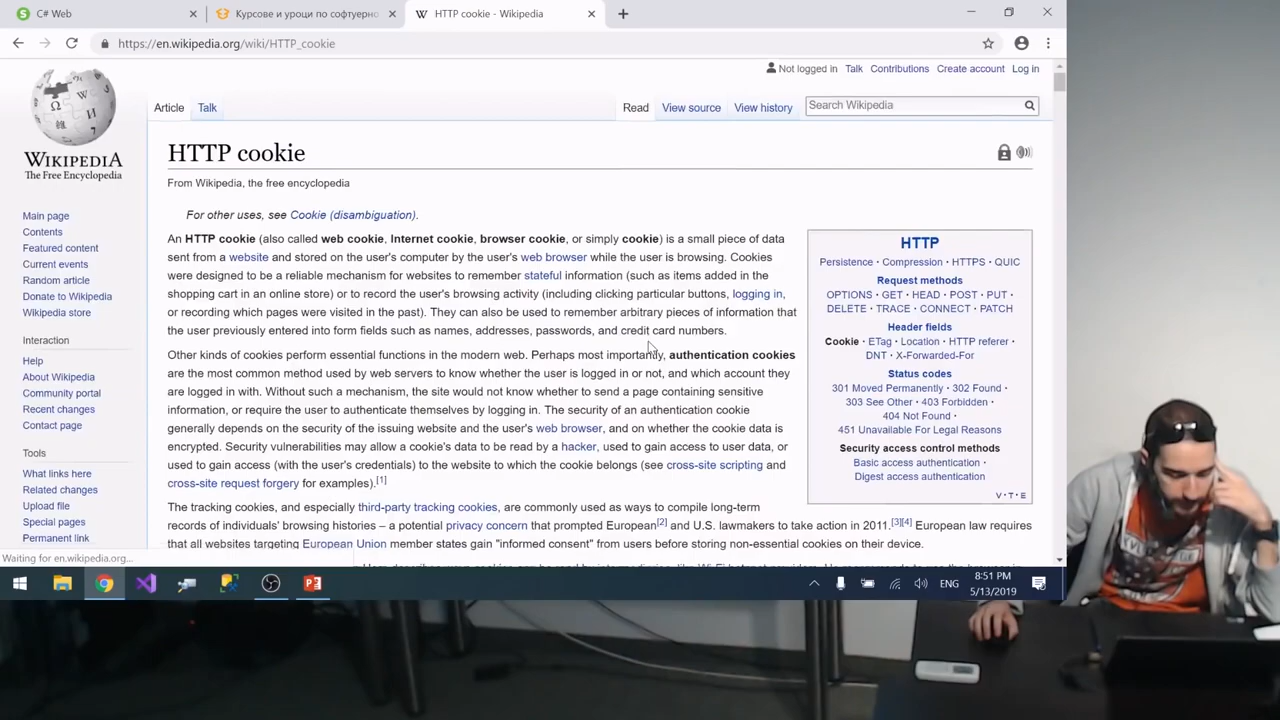 C# Web
Курсове и уроци по софтуерно
HTTP cookie - Wikipedia
https://en.wikipedia.org/wiki/HTTP_cookie
Not logged in Talk Contributions Create account Log in
Article Talk Read View source View history Search Wikipedia
WIKIPEDIA
The Free Encyclopedia
Main page
Contents
Featured content
Current events
Random article
Donate to Wikipedia
Wikipedia store
Interaction
Help
About Wikipedia
Community portal
Recent changes
Contact page
Tools
What links here
Related changes
Upload file
Special pages
Permanent link
Waiting for en.wikipedia.org...
HTTP cookie
From Wikipedia, the free encyclopedia
For other uses, see Cookie (disambiguation).
An HTTP cookie (also called web cookie, Internet cookie, browser cookie, or simply cookie) is a small piece of data
sent from a website and stored on the user's computer by the user's web browser while the user is browsing. Cookies
were designed to be a reliable mechanism for websites to remember stateful information (such as items added in the
shopping cart in an online store) or to record the user's browsing activity (including clicking particular buttons, logging in,
or recording which pages were visited in the past). They can also be used to remember arbitrary pieces of information that
the user previously entered into form fields such as names, addresses, passwords, and credit card numbers.
Other kinds of cookies perform essential functions in the modern web. Perhaps most importantly, authentication cookies
are the most common method used by web servers to know whether the user is logged in or not, and which account they
are logged in with. Without such a mechanism, the site would not know whether to send a page containing sensitive
information, or require the user to authenticate themselves by logging in. The security of an authentication cookie
generally depends on the security of the issuing website and the user's web browser, and on whether the cookie data is
encrypted. Security vulnerabilities may allow a cookie's data to be read by a hacker, used to gain access to user data, or
used to gain access (with the user's credentials) to the website to which the cookie belongs (see cross-site scripting and
cross-site request forgery for examples).[1]
The tracking cookies, and especially third-party tracking cookies, are commonly used as ways to compile long-term
records of individuals' browsing histories – a potential privacy concern that prompted European[2] and U.S. lawmakers to take action in 2011.[3][4] European law requires
that all websites targeting European Union member states gain "informed consent" from users before storing non-essential cookies on their device.
HTTP
Persistence · Compression · HTTPS · QUIC
Request methods
OPTIONS · GET · HEAD · POST · PUT ·
DELETE · TRACE · CONNECT · PATCH
Header fields
Cookie · ETag · Location · HTTP referer ·
DNT · X-Forwarded-For
Status codes
301 Moved Permanently · 302 Found ·
303 See Other · 403 Forbidden ·
404 Not Found ·
451 Unavailable For Legal Reasons
Security access control methods
Basic access authentication ·
Digest access authentication
V · T · E
ENG
8:51 PM
5/13/2019